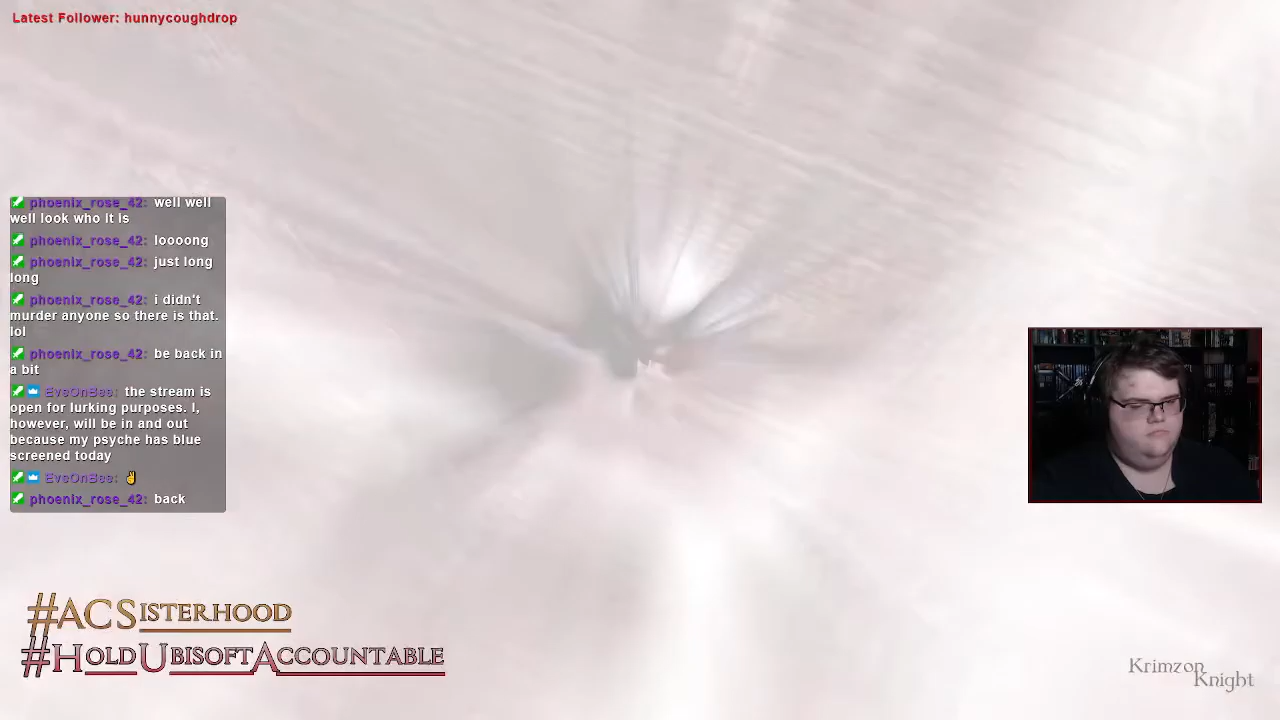 Latest Follower: hunnycoughdrop
phoenix_rose_42: well well
well look who it is
phoenix_rose_42: loooong
phoenix_rose_42: just long
long
phoenix_rose_42: i didn't
murder anyone so there is that.
lol
phoenix_rose_42: be back in
a bit
EveOnBee: the stream is
open for lurking purposes. I,
however, will be in and out
because my psyche has blue
screened today
EveOnBee: ✌
phoenix_rose_42: back
#ACSISTERHOOD
#HOLDUBISOFTACCOUNTABLE
Krimzon
Knight